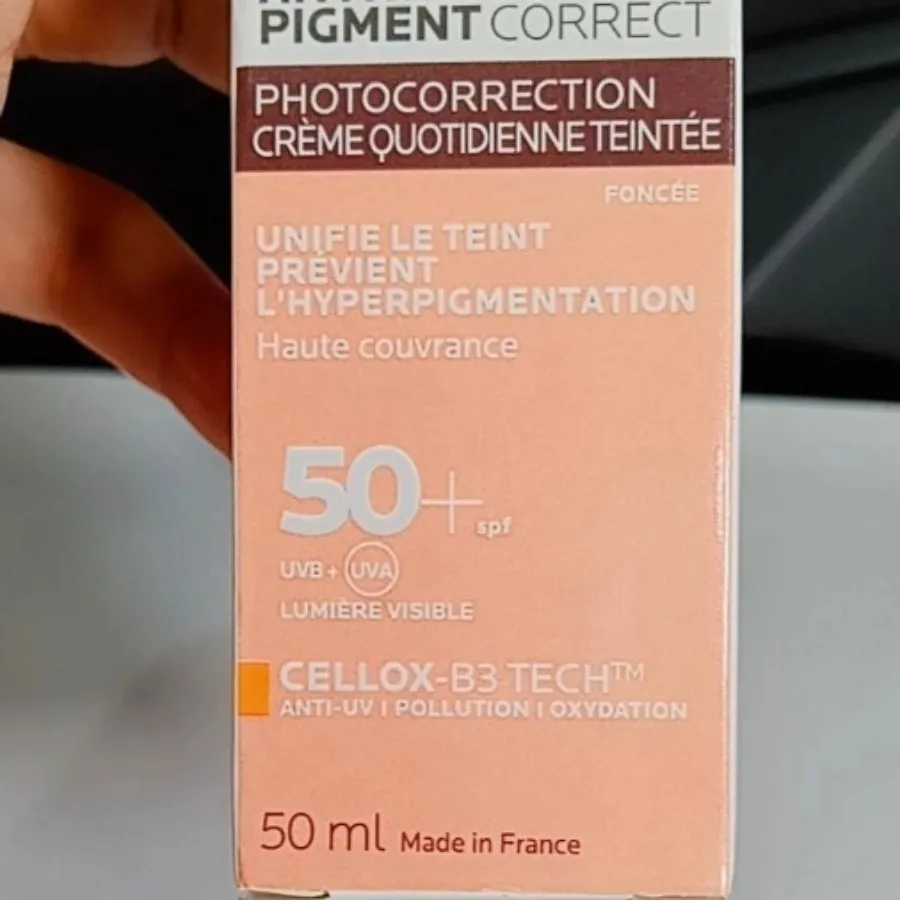 PIGMENT CORRECT
PHOTOCORRECTION
CRÈME QUOTIDIENNE TEINTÉE
FONCÉE
UNIFIE LE TEINT
PRÉVIENT
L'HYPERPIGMENTATION
Haute couvrance
50+ spf
UVB + UVA
LUMIÈRE VISIBLE
CELLOX-B3 TECH™
ANTI-UV | POLLUTION | OXYDATION
50 ml Made in France